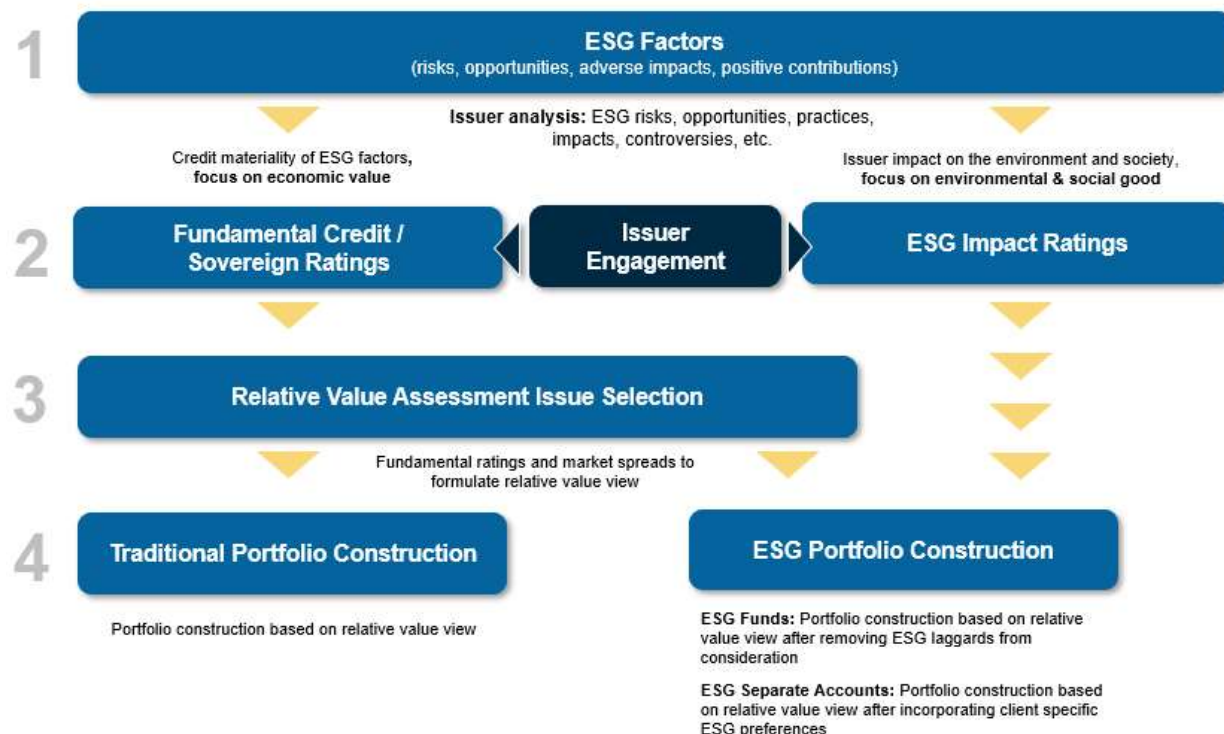 1
ESG Factors
(risks, opportunities, adverse impacts, positive contributions)
Issuer analysis: ESG risks, opportunities, practices,
impacts, controversies, etc.
Credit materiality of ESG factors,
focus on economic value
Issuer impact on the environment and society,
focus on environmental & social good
2
Fundamental Credit /
Sovereign Ratings
Issuer
Engagement
ESG Impact Ratings
3
Relative Value Assessment Issue Selection
Fundamental ratings and market spreads to
formulate relative value view
4
Traditional Portfolio Construction
Portfolio construction based on relative value view
ESG Portfolio Construction
ESG Funds: Portfolio construction based on relative
value view after removing ESG laggards from
consideration
ESG Separate Accounts: Portfolio construction based
on relative value view after incorporating client specific
ESG preferences